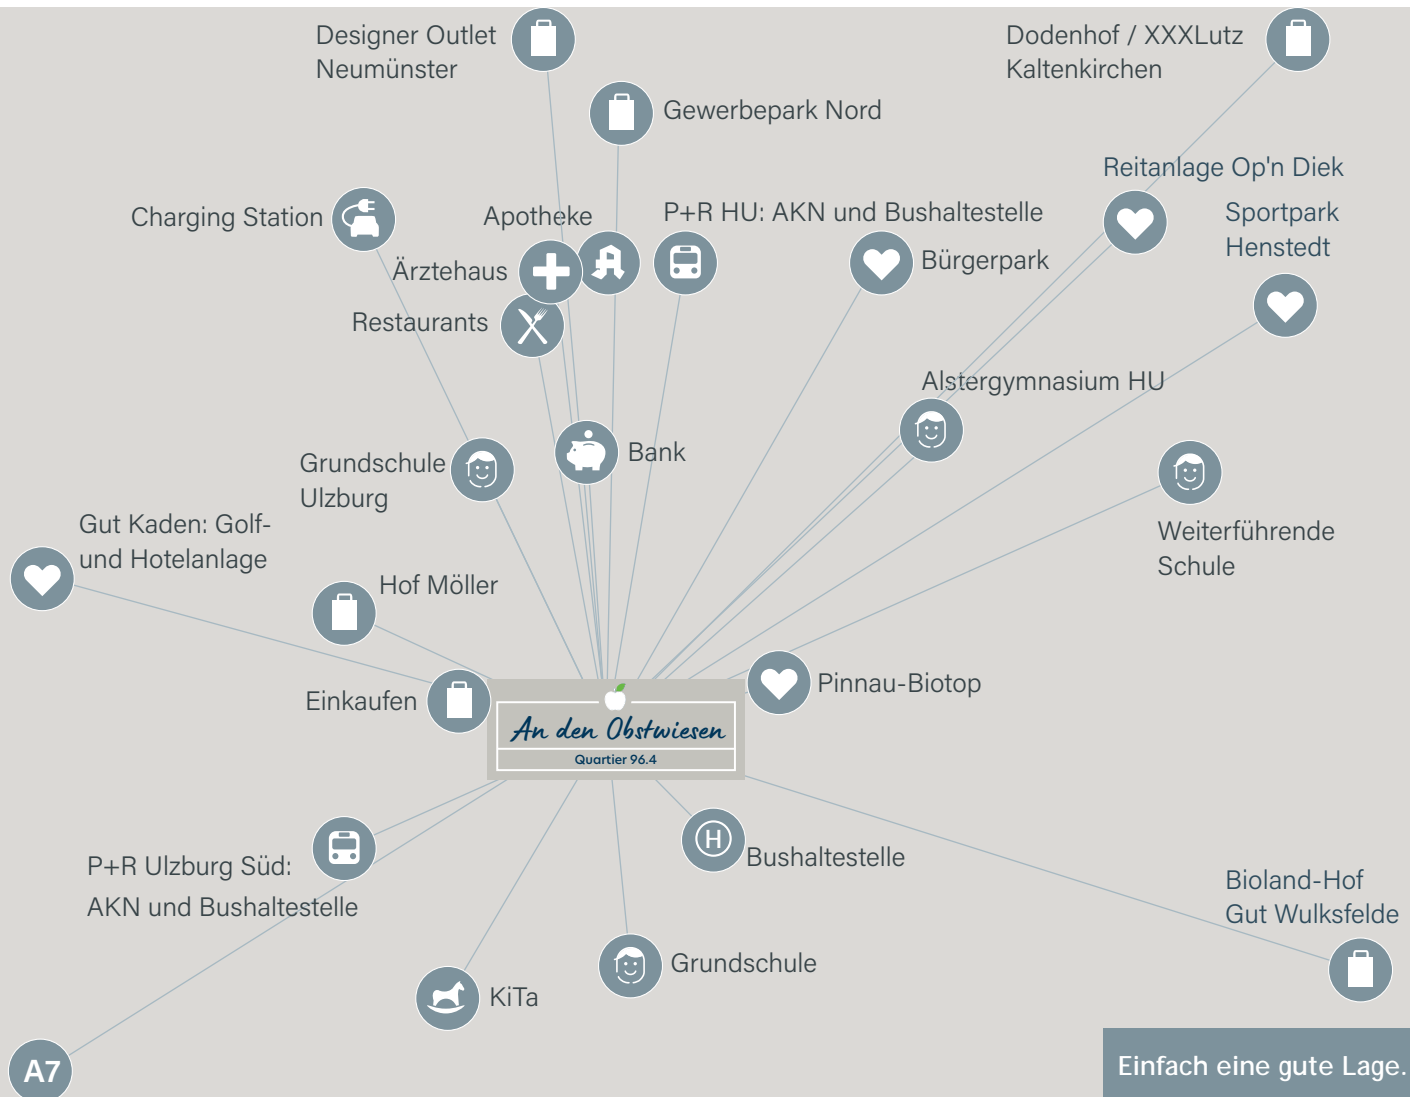 Designer Outlet
Neumünster
Dodenhof / XXXLutz
Kaltenkirchen
Gewerbepark Nord
Reitanlage Op'n Diek
Charging Station
Apotheke
P+R HU: AKN und Bushaltestelle
Sportpark
Henstedt
Ärztehaus
Bürgerpark
Restaurants
Alstergymnasium HU
Grundschule
Ulzburg
Bank
Gut Kaden: Golf-
und Hotelanlage
Weiterführende
Schule
Hof Möller
Einkaufen
Pinnau-Biotop
An den Obstwiesen
Quartier 96.4
H
Bushaltestelle
P+R Ulzburg Süd:
AKN und Bushaltestelle
Bioland-Hof
Gut Wulksfelde
Grundschule
KiTa
A7
Einfach eine gute Lage.